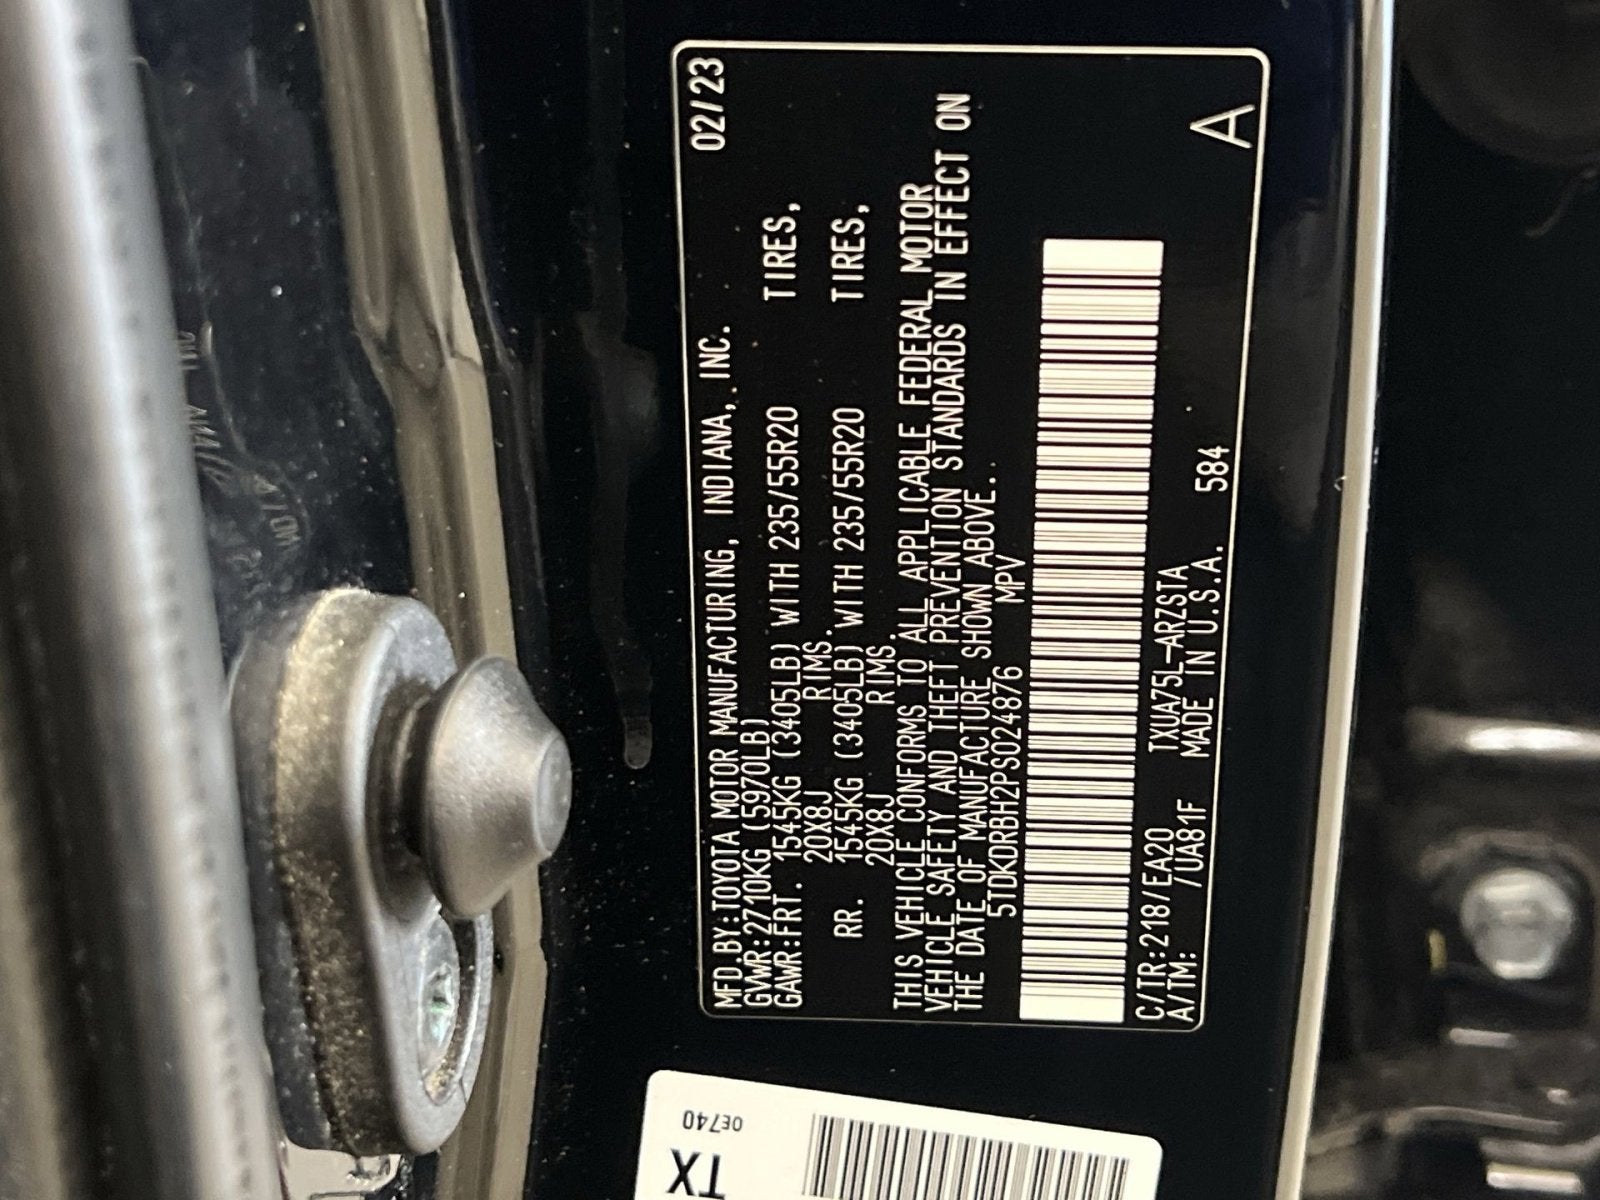 02/23
MFD.BY:TOYOTA MOTOR MANUFACTURING, INDIANA, INC.
GVWR:2710KG (5970LB)
GAWR:FRT. 1545KG (3405LB) WITH 235/55R20 TIRES,
20X8J RIMS.
RR. 1545KG (3405LB) WITH 235/55R20 TIRES,
20X8J RIMS.
THIS VEHICLE CONFORMS TO ALL APPLICABLE FEDERAL MOTOR
VEHICLE SAFETY AND THEFT PREVENTION STANDARDS IN EFFECT ON
THE DATE OF MANUFACTURE SHOWN ABOVE.
5TDKDRBH2PS024876 MPV
C/TR:218/EA20 TXUA75L-ARZSTA
A/TM: /UA81F MADE IN U.S.A. 584
A
0E740
TX